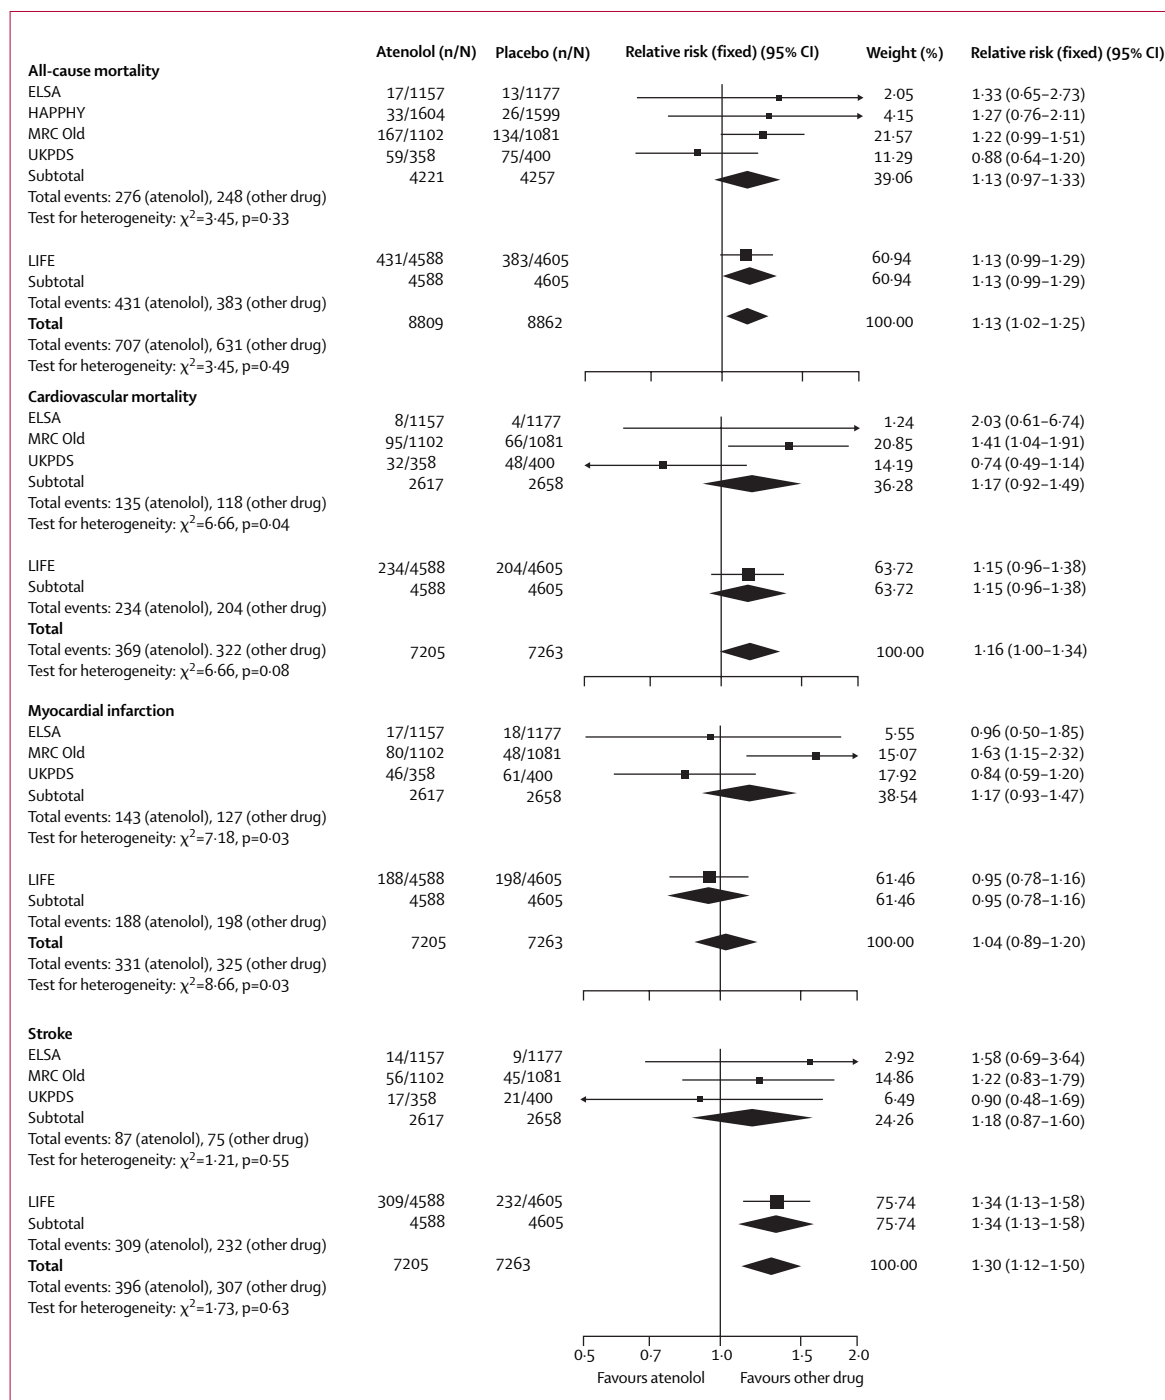 Atenolol (n/N) Placebo (n/N) Relative risk (fixed) (95% CI) Weight (%) Relative risk (fixed) (95% CI)
All-cause mortality
ELSA 17/1157 13/1177 2·05 1·33 (0·65–2·73)
HAPPHY 33/1604 26/1599 4·15 1·27 (0·76–2·11)
MRC Old 167/1102 134/1081 21·57 1·22 (0·99–1·51)
UKPDS 59/358 75/400 11·29 0·88 (0·64–1·20)
Subtotal 4221 4257 39·06 1·13 (0·97–1·33)
Total events: 276 (atenolol), 248 (other drug)
Test for heterogeneity: χ²=3·45, p=0·33
LIFE 431/4588 383/4605 60·94 1·13 (0·99–1·29)
Subtotal 4588 4605 60·94 1·13 (0·99–1·29)
Total events: 431 (atenolol), 383 (other drug)
Total 8809 8862 100·00 1·13 (1·02–1·25)
Total events: 707 (atenolol), 631 (other drug)
Test for heterogeneity: χ²=3·45, p=0·49
Cardiovascular mortality
ELSA 8/1157 4/1177 1·24 2·03 (0·61–6·74)
MRC Old 95/1102 66/1081 20·85 1·41 (1·04–1·91)
UKPDS 32/358 48/400 14·19 0·74 (0·49–1·14)
Subtotal 2617 2658 36·28 1·17 (0·92–1·49)
Total events: 135 (atenolol), 118 (other drug)
Test for heterogeneity: χ²=6·66, p=0·04
LIFE 234/4588 204/4605 63·72 1·15 (0·96–1·38)
Subtotal 4588 4605 63·72 1·15 (0·96–1·38)
Total events: 234 (atenolol), 204 (other drug)
Total
Total events: 369 (atenolol). 322 (other drug) 7205 7263 100·00 1·16 (1·00–1·34)
Test for heterogeneity: χ²=6·66, p=0·08
Myocardial infarction
ELSA 17/1157 18/1177 5·55 0·96 (0·50–1·85)
MRC Old 80/1102 48/1081 15·07 1·63 (1·15–2·32)
UKPDS 46/358 61/400 17·92 0·84 (0·59–1·20)
Subtotal 2617 2658 38·54 1·17 (0·93–1·47)
Total events: 143 (atenolol), 127 (other drug)
Test for heterogeneity: χ²=7·18, p=0·03
LIFE 188/4588 198/4605 61·46 0·95 (0·78–1·16)
Subtotal 4588 4605 61·46 0·95 (0·78–1·16)
Total events: 188 (atenolol), 198 (other drug)
Total 7205 7263 100·00 1·04 (0·89–1·20)
Total events: 331 (atenolol), 325 (other drug)
Test for heterogeneity: χ²=8·66, p=0·03
Stroke
ELSA 14/1157 9/1177 2·92 1·58 (0·69–3·64)
MRC Old 56/1102 45/1081 14·86 1·22 (0·83–1·79)
UKPDS 17/358 21/400 6·49 0·90 (0·48–1·69)
Subtotal 2617 2658 24·26 1·18 (0·87–1·60)
Total events: 87 (atenolol), 75 (other drug)
Test for heterogeneity: χ²=1·21, p=0·55
LIFE 309/4588 232/4605 75·74 1·34 (1·13–1·58)
Subtotal 4588 4605 75·74 1·34 (1·13–1·58)
Total events: 309 (atenolol), 232 (other drug)
Total 7205 7263 100·00 1·30 (1·12–1·50)
Total events: 396 (atenolol), 307 (other drug)
Test for heterogeneity: χ²=1·73, p=0·63
0·5 0·7 1·0 1·5 2·0
Favours atenolol Favours other drug